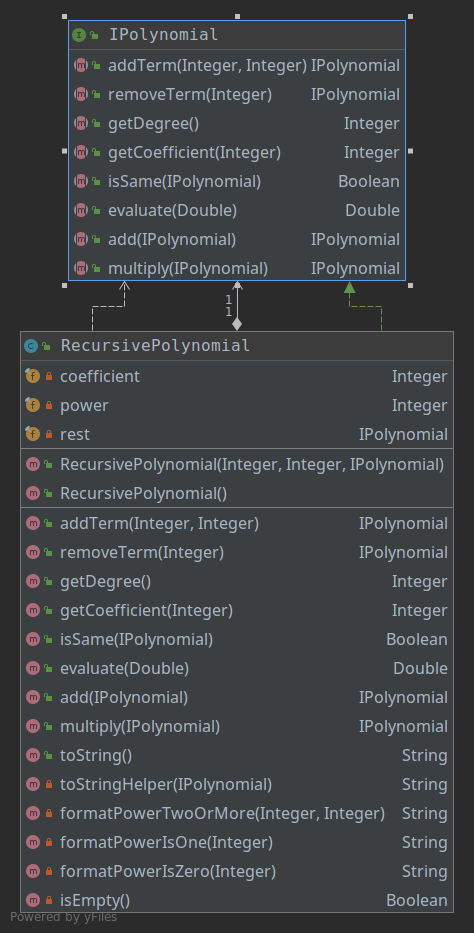 IPolynomial
addTerm(Integer, Integer) IPolynomial
removeTerm(Integer) IPolynomial
getDegree() Integer
getCoefficient(Integer) Integer
isSame(IPolynomial) Boolean
evaluate(Double) Double
add(IPolynomial) IPolynomial
multiply(IPolynomial) IPolynomial
1
1
RecursivePolynomial
coefficient Integer
power Integer
rest IPolynomial
RecursivePolynomial(Integer, Integer, IPolynomial)
RecursivePolynomial()
addTerm(Integer, Integer) IPolynomial
removeTerm(Integer) IPolynomial
getDegree() Integer
getCoefficient(Integer) Integer
isSame(IPolynomial) Boolean
evaluate(Double) Double
add(IPolynomial) IPolynomial
multiply(IPolynomial) IPolynomial
toString() String
toStringHelper(IPolynomial) String
formatPowerTwoOrMore(Integer, Integer) String
formatPowerIsOne(Integer) String
formatPowerIsZero(Integer) String
isEmpty() Boolean
Powered by yFiles